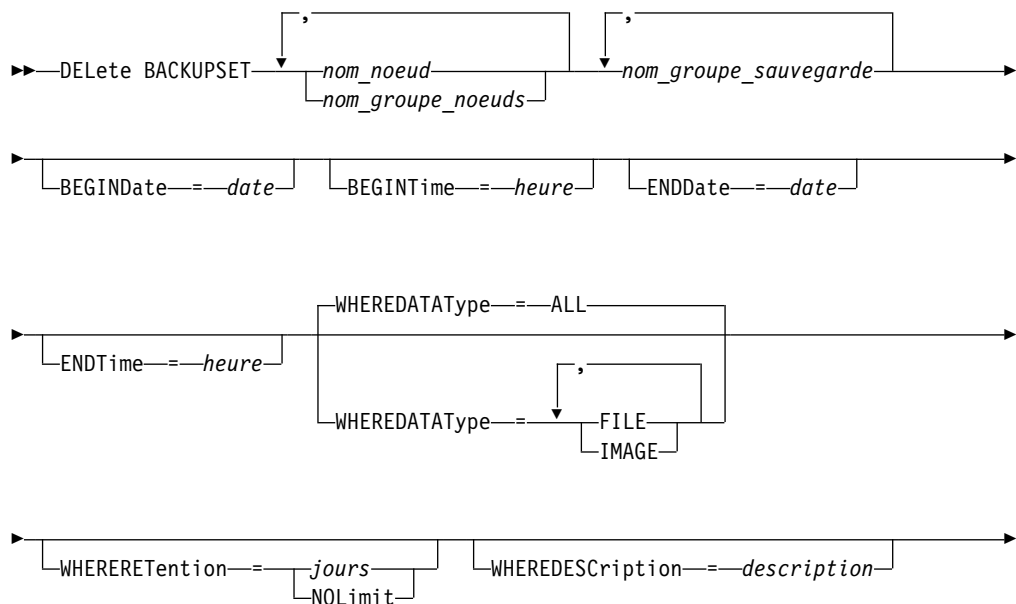 ,
,
DELete BACKUPSET nom_noeud nom_groupe_sauvegarde
nom_groupe_noeuds
BEGINDate = date BEGINTime = heure ENDDate = date
WHEREDATAType = ALL
ENDTime = heure
,
WHEREDATAType = FILE
IMAGE
WHERERETention = jours WHEREDESCription = description
NOLimit